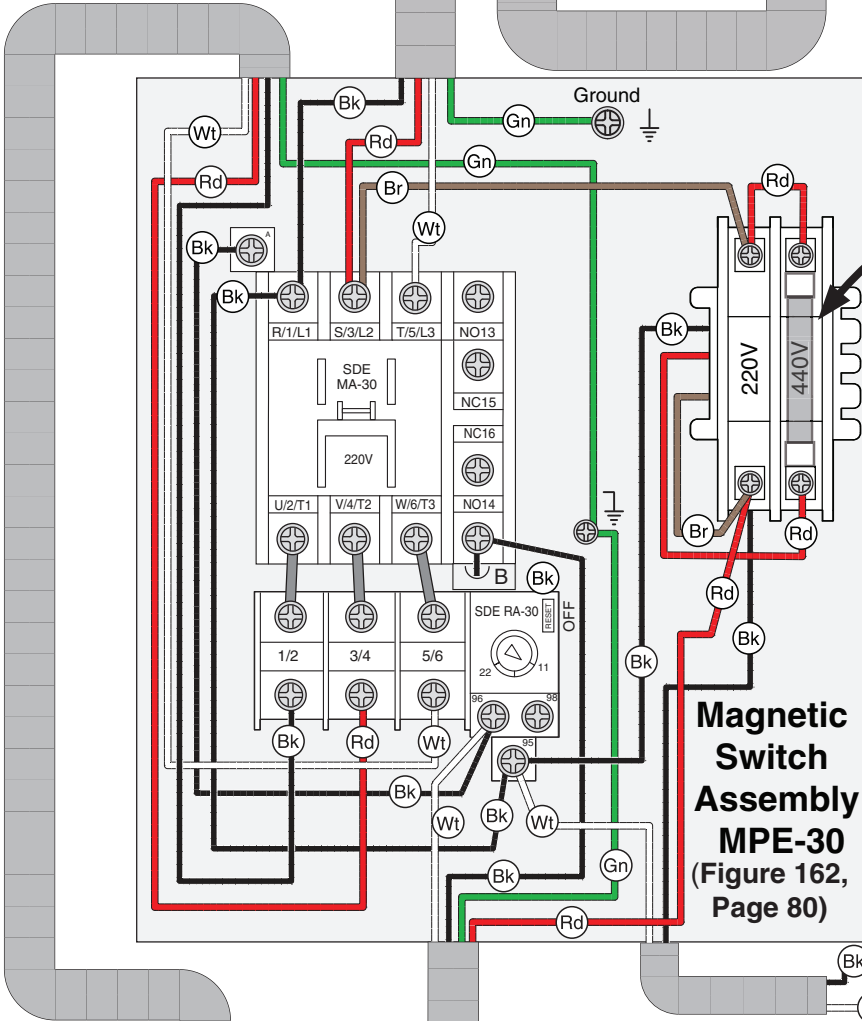 Bk
Ground
Wt
Gn
Rd
Gn
Rd
Br
Rd
Wt
Bk
A
Bk
R/1/L1
S/3/L2
T/5/L3
NO13
Bk
SDE
MA-30
220V
440V
NC15
NC16
220V
U/2/T1
V/4/T2
W/6/T3
NO14
Br
Rd
B
Bk
Rd
SDE RA-30
RESET
OFF
1/2
3/4
5/6
22
11
Bk
Bk
96
98
Bk
Rd
Wt
95
Bk
Wt
Bk
Wt
Gn
Bk
Rd
Magnetic
Switch
Assembly
MPE-30
(Figure 162,
Page 80)
Bk